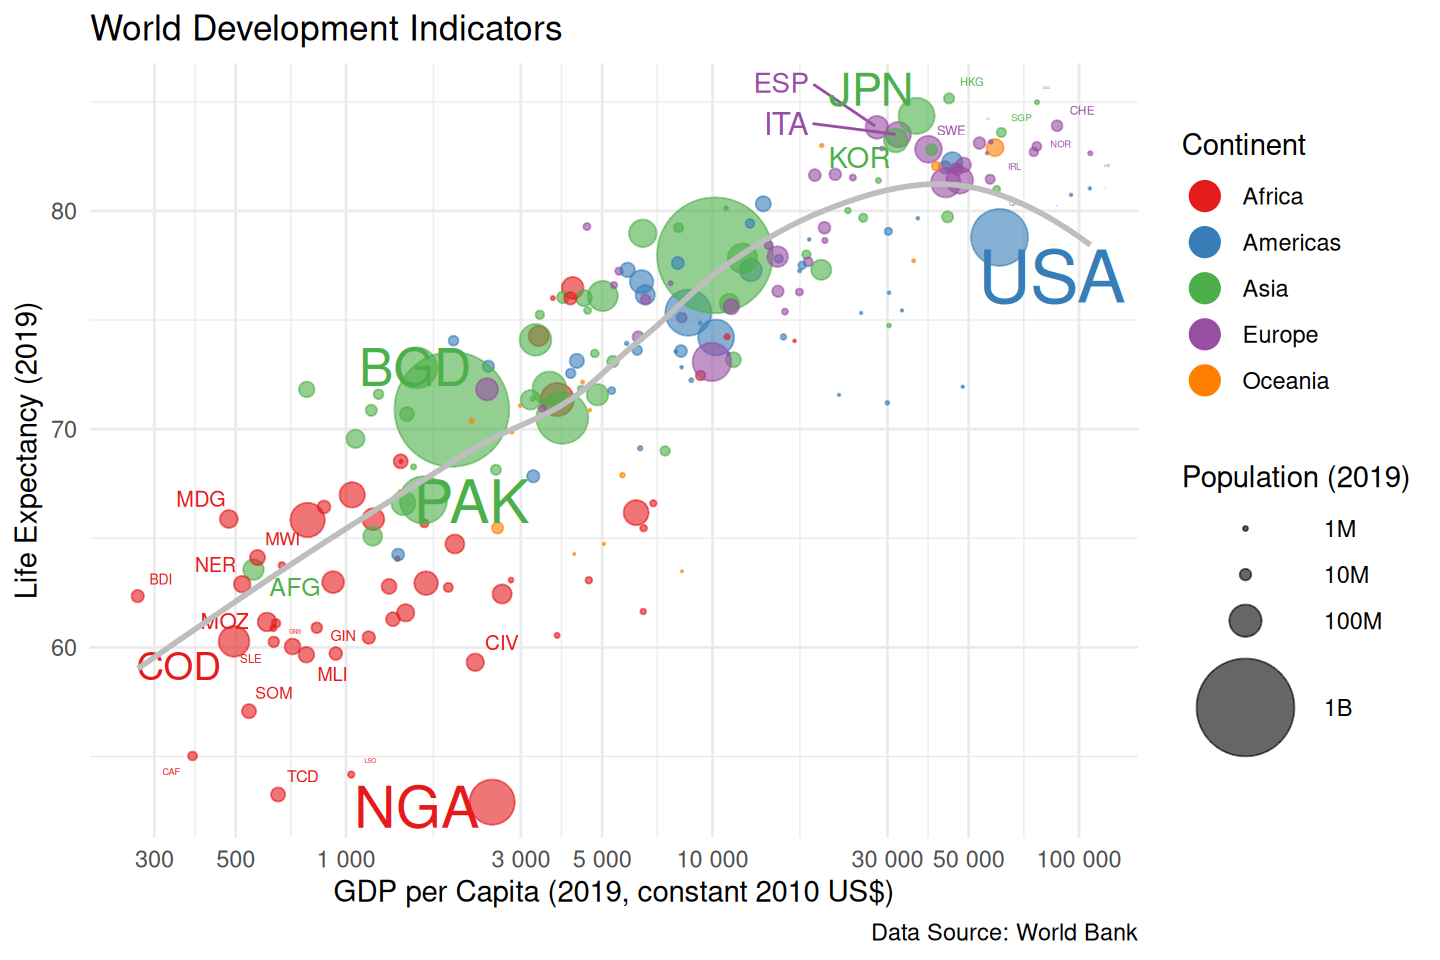 World Development Indicators
ESP
JPN
HKG
ITA
SGP
CHE
SWE
KOR
NOR
IRL
80
USA
BGD
70
PAK
MDG
MWI
NER
BDI
AFG
MOZ
GNB
GIN
CIV
60
COD
SLE
MLI
SOM
CAF
LSO
TCD
NGA
300
500
1 000
3 000
5 000
10 000
30 000
50 000
100 000
Life Expectancy (2019)
GDP per Capita (2019, constant 2010 US$)
Data Source: World Bank
Continent
Africa
Americas
Asia
Europe
Oceania
Population (2019)
1M
10M
100M
1B